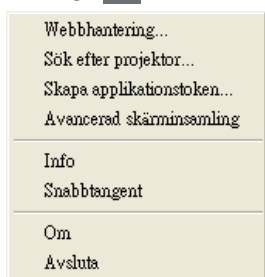 Webbhantering...
Sök efter projektor...
Skapa applikationstoken...
Avancerad skärminsamling
Info
Snabbtangent
Om
Avsluta